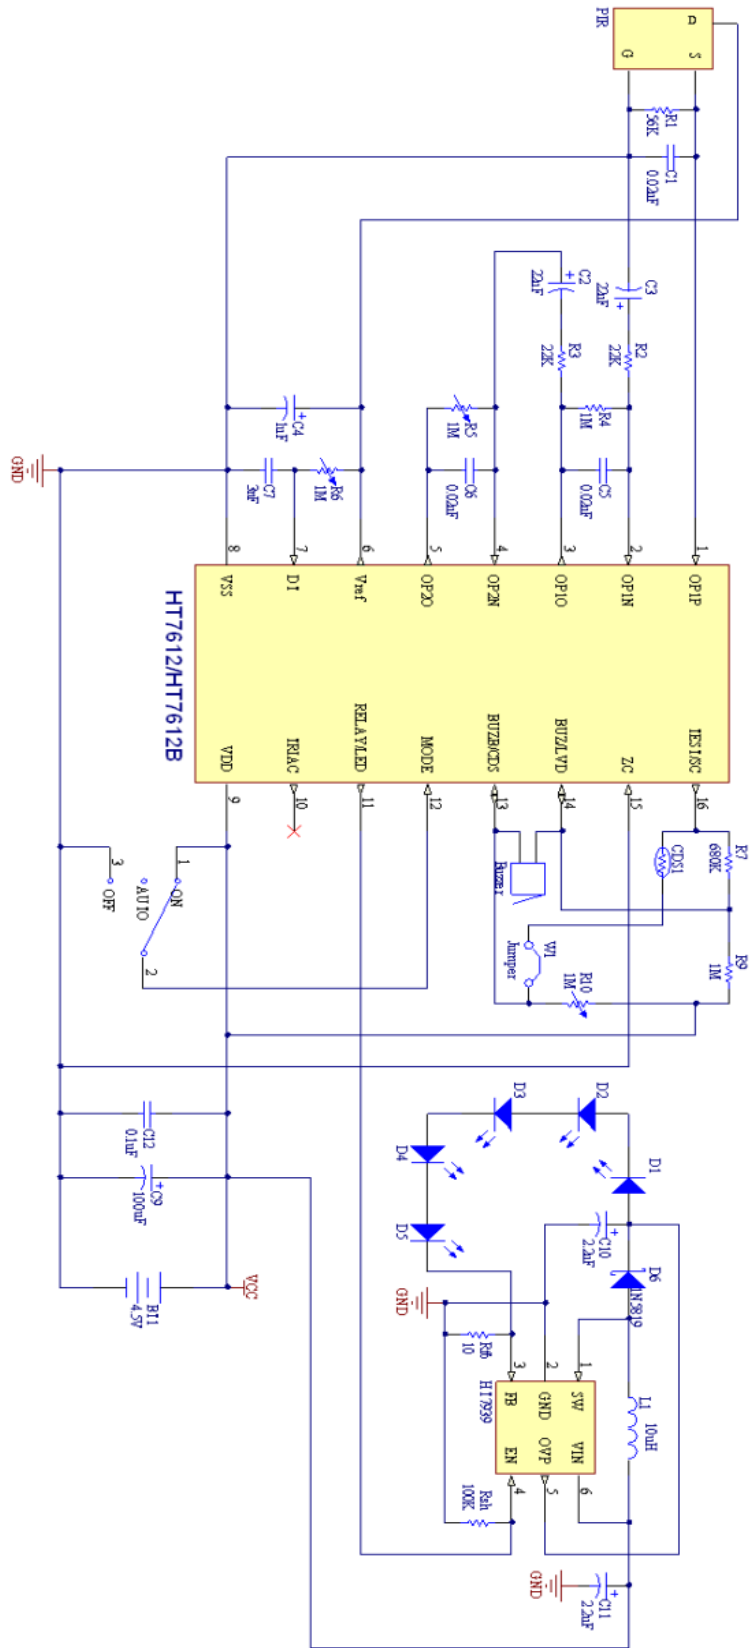 PIR
D
G
S
R1
56K
C1
0.02uF
C3
22uF
R2
22K
C2
22uF
R3
22K
R4
1M
C5
0.02uF
R5
1M
C6
0.02uF
C4
1uF
C7
3nF
R6
1M
GND
8
7
6
5
4
3
2
1
VSS
D1
Vref
OP2O
OP2N
OP1O
OP1N
OP1P
HT7612/HT7612B
VDD
IRIAC
RELAY/LED
MODE
BUZB/CDS
BUZ/LVD
ZC
9
10
11
12
13
14
15
16
CDS1
R7
680K
Buzzer
W1
Jumper
R10
1M
R9
1M
1
ON
AUTO
3
OFF
2
C12
0.1uF
C9
100uF
BT1
4.5V
VCC
D1
D2
D3
D4
D5
C10
2.2uF
D6
1N5819
GND
10
3
2
1
FB
GND
SW
HT7939
EN
OVP
VIN
4
5
6
L1
10uH
Rsh
100K
C11
2.2uF
GND